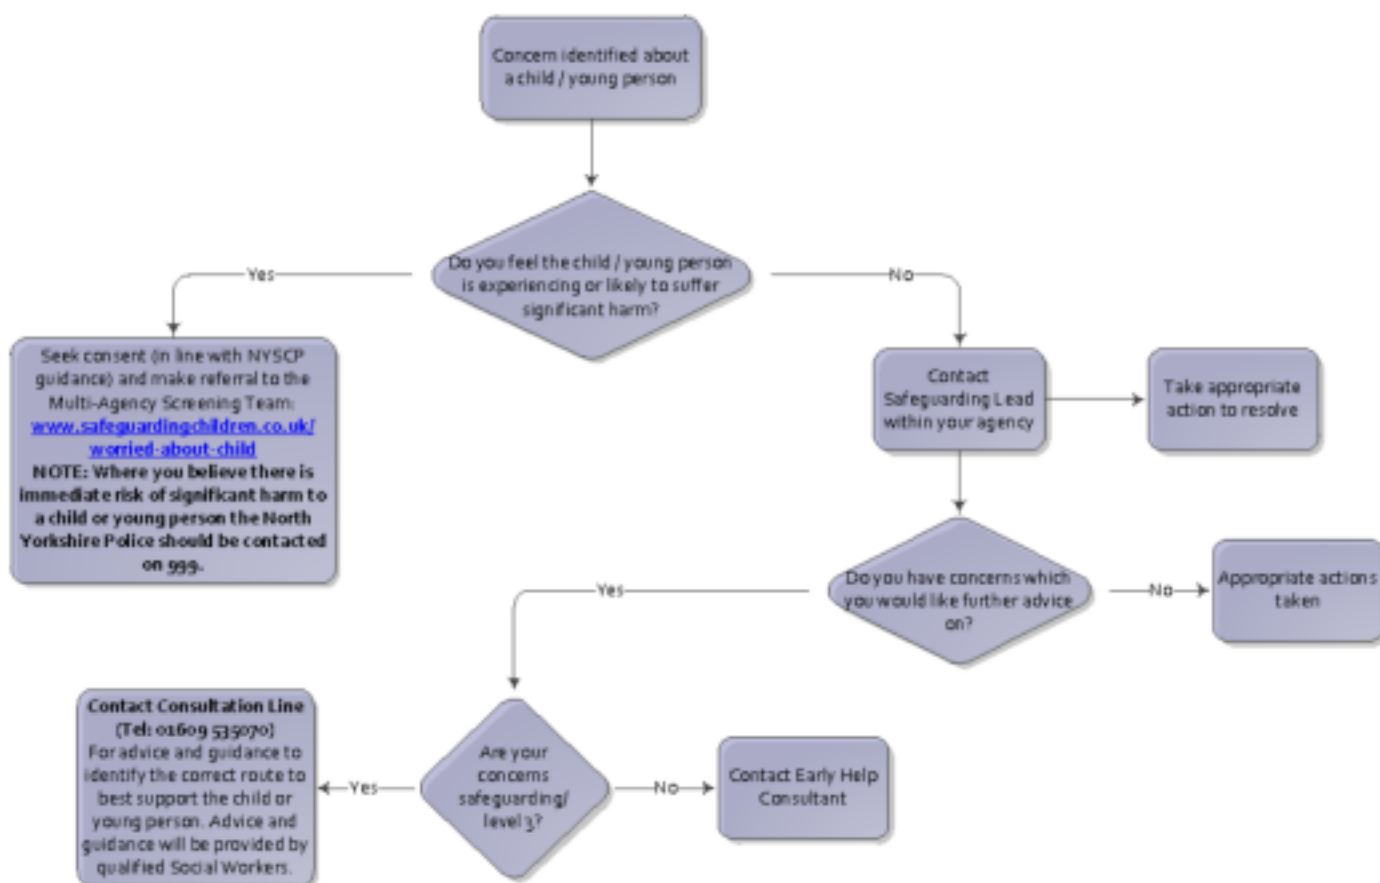 Concern identified about
a child / young person
Do you feel the child / young person
is experiencing or likely to suffer
significant harm?
Yes
No
Seek consent (in line with NYSCP
guidance) and make referral to the
Multi-Agency Screening Team:
www.safeguardingchildren.co.uk/
worried-about-child
NOTE: Where you believe there is
immediate risk of significant harm to
a child or young person the North
Yorkshire Police should be contacted
on 999.
Contact
Safeguarding Lead
within your agency
Take appropriate
action to resolve
Do you have concerns which
you would like further advice
on?
Yes
No
Appropriate actions
taken
Are your
concerns
safeguarding/
level 3?
Yes
No
Contact Consultation Line
(Tel: 01609 535070)
For advice and guidance to
identify the correct route to
best support the child or
young person. Advice and
guidance will be provided by
qualified Social Workers.
Contact Early Help
Consultant